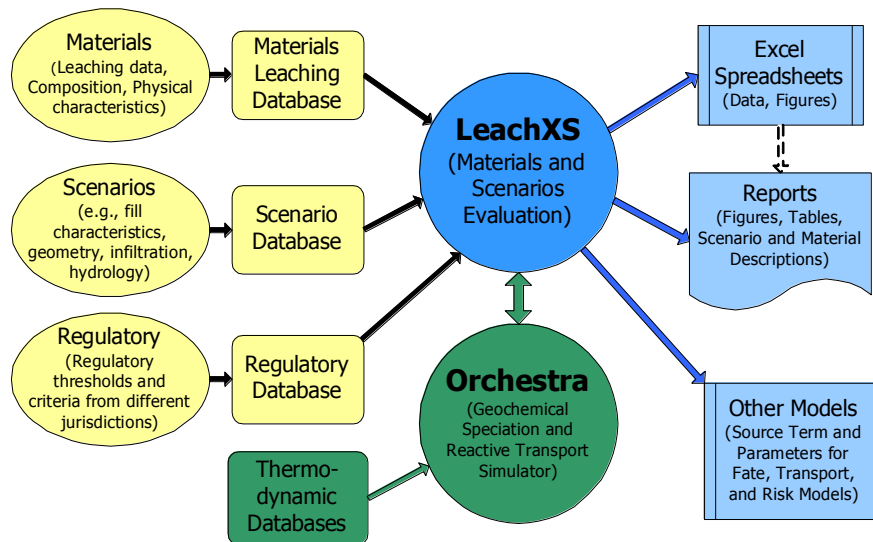 Materials
(Leaching data,
Composition, Physical
characteristics)
Materials
Leaching
Database
Scenarios
(e.g., fill
characteristics,
geometry, infiltration,
hydrology)
Scenario
Database
Regulatory
(Regulatory
thresholds and
criteria from different
jurisdictions)
Regulatory
Database
Thermo-
dynamic
Databases
LeachXS
(Materials and
Scenarios
Evaluation)
Orchestra
(Geochemical
Speciation and
Reactive Transport
Simulator)
Excel
Spreadsheets
(Data, Figures)
Reports
(Figures, Tables,
Scenario and Material
Descriptions)
Other Models
(Source Term and
Parameters for
Fate, Transport,
and Risk Models)